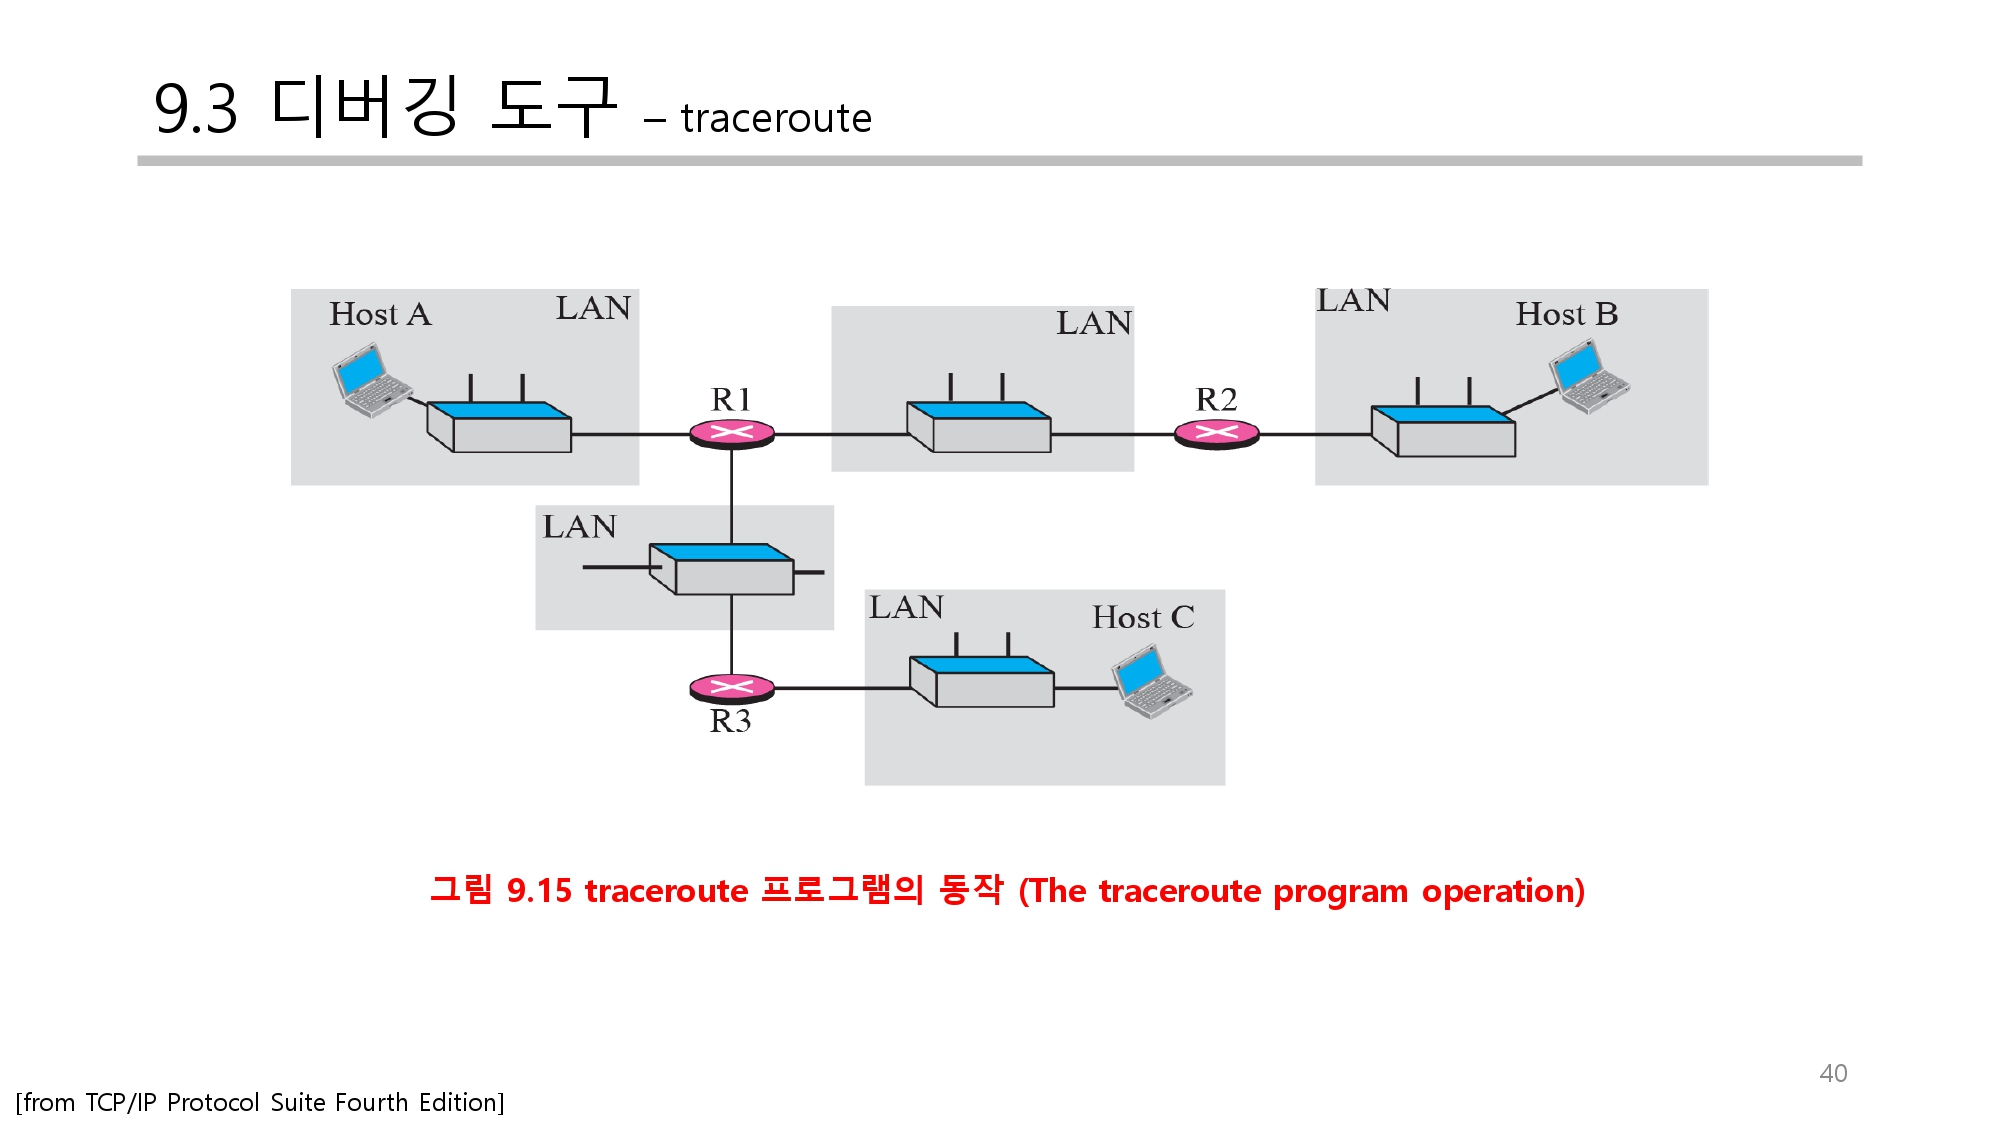 9.3 디버깅 도구 – traceroute
Host A
LAN
LAN
LAN
Host B
R1
R2
LAN
LAN
Host C
R3
그림 9.15 traceroute 프로그램의 동작 (The traceroute program operation)
40
[from TCP/IP Protocol Suite Fourth Edition]